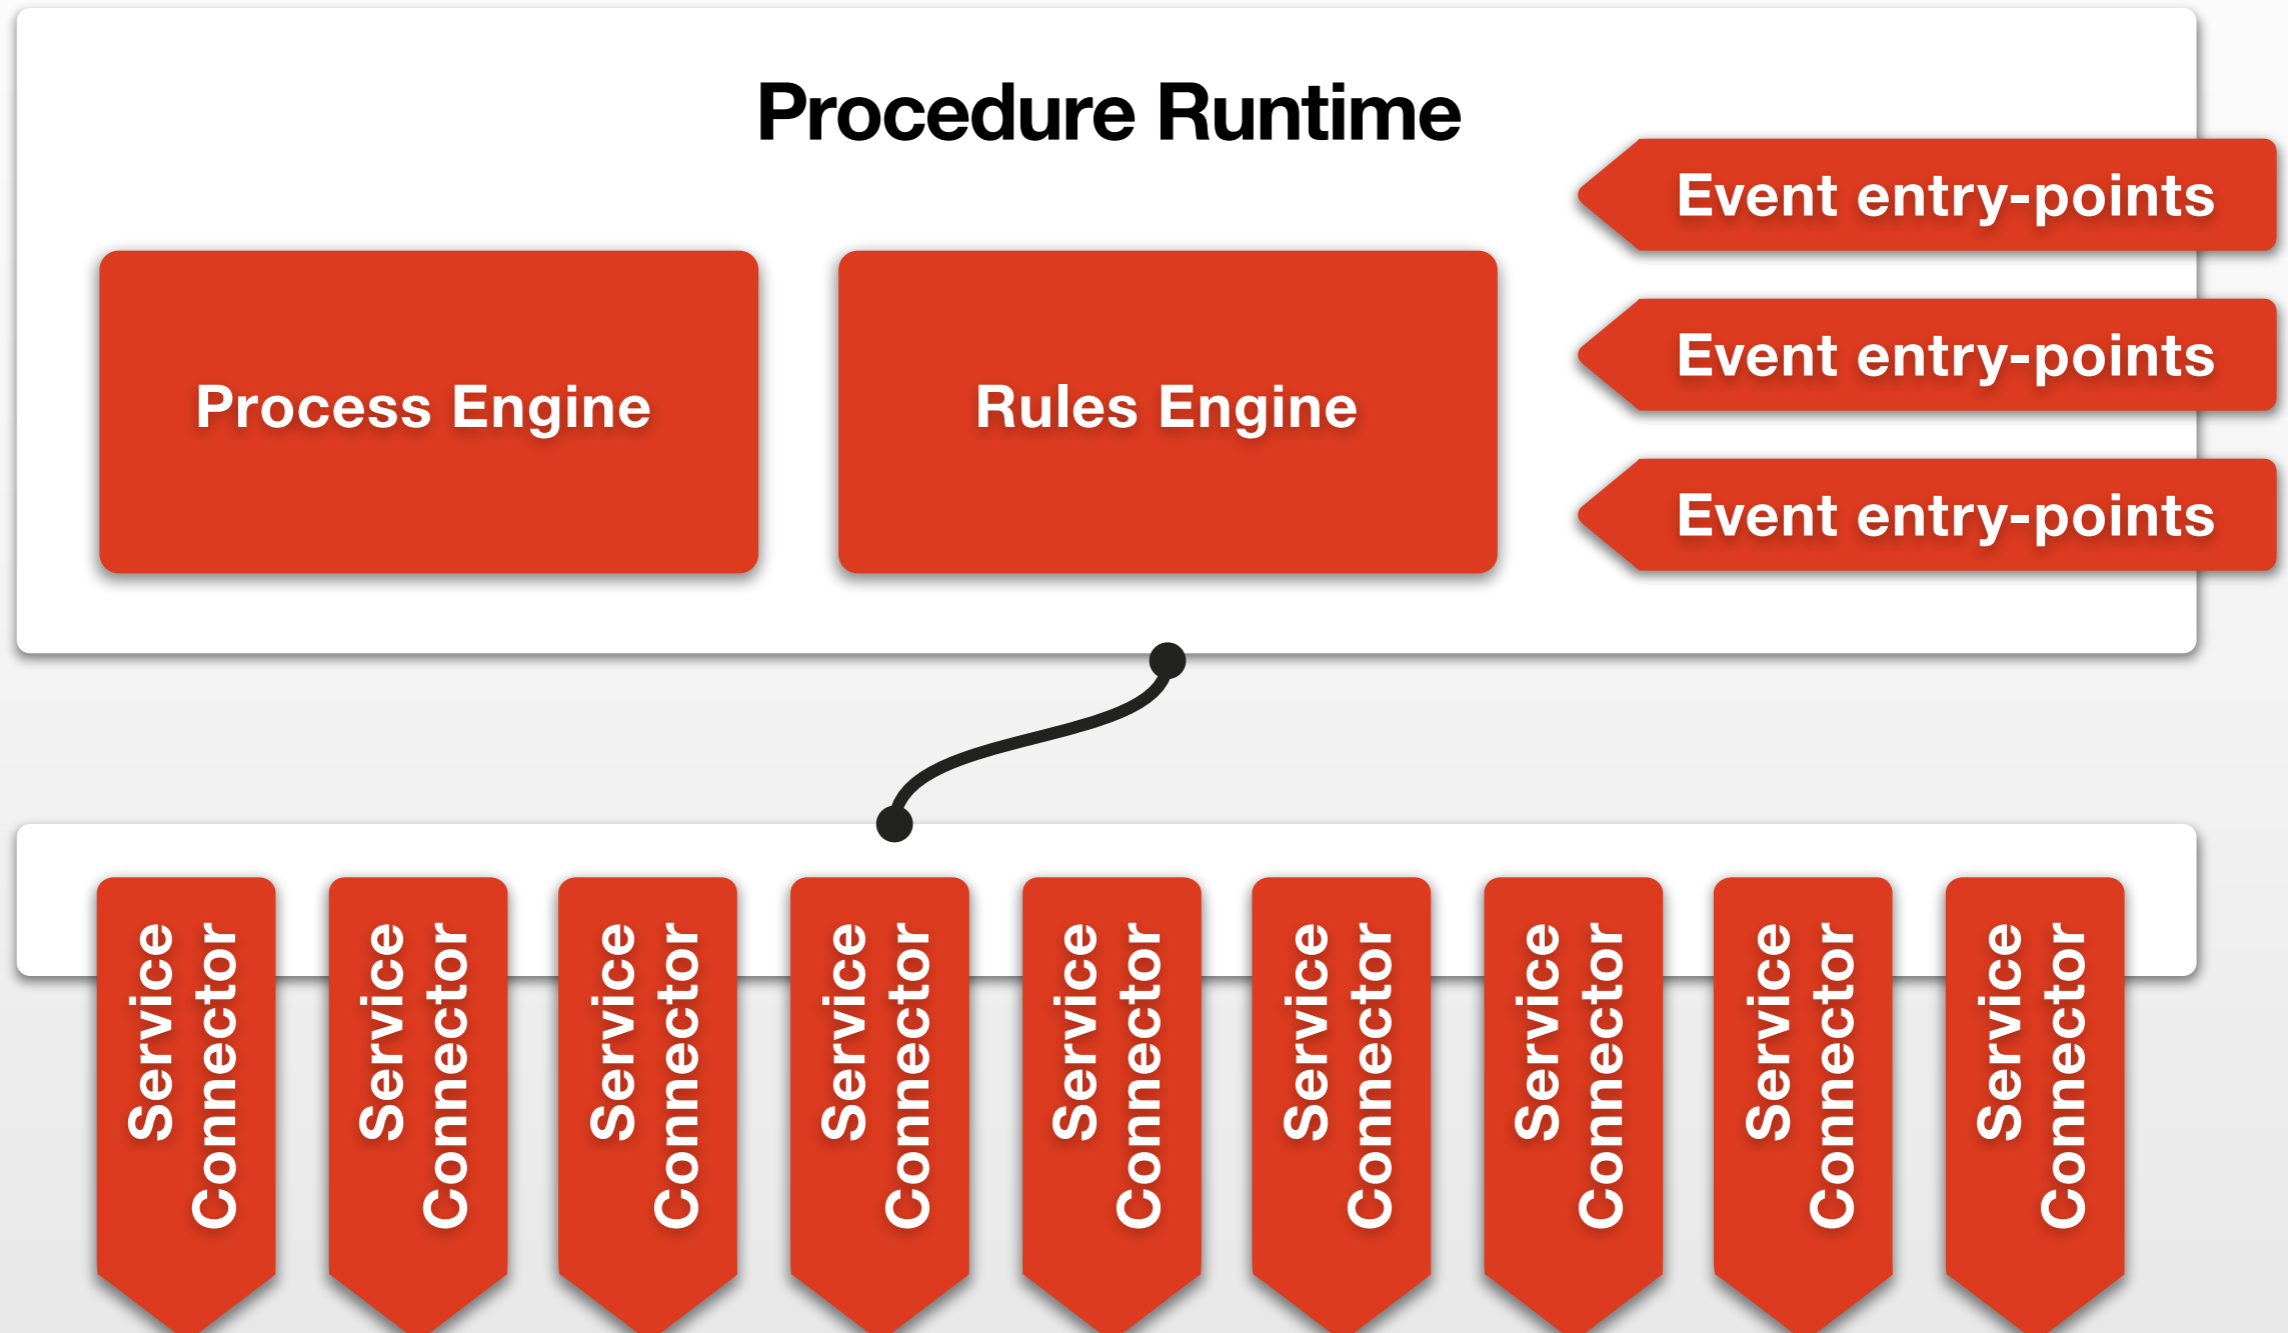 Procedure Runtime
Event entry-points
Process Engine
Rules Engine
Event entry-points
Event entry-points
Service
Connector
Service
Connector
Service
Connector
Service
Connector
Service
Connector
Service
Connector
Service
Connector
Service
Connector
Service
Connector